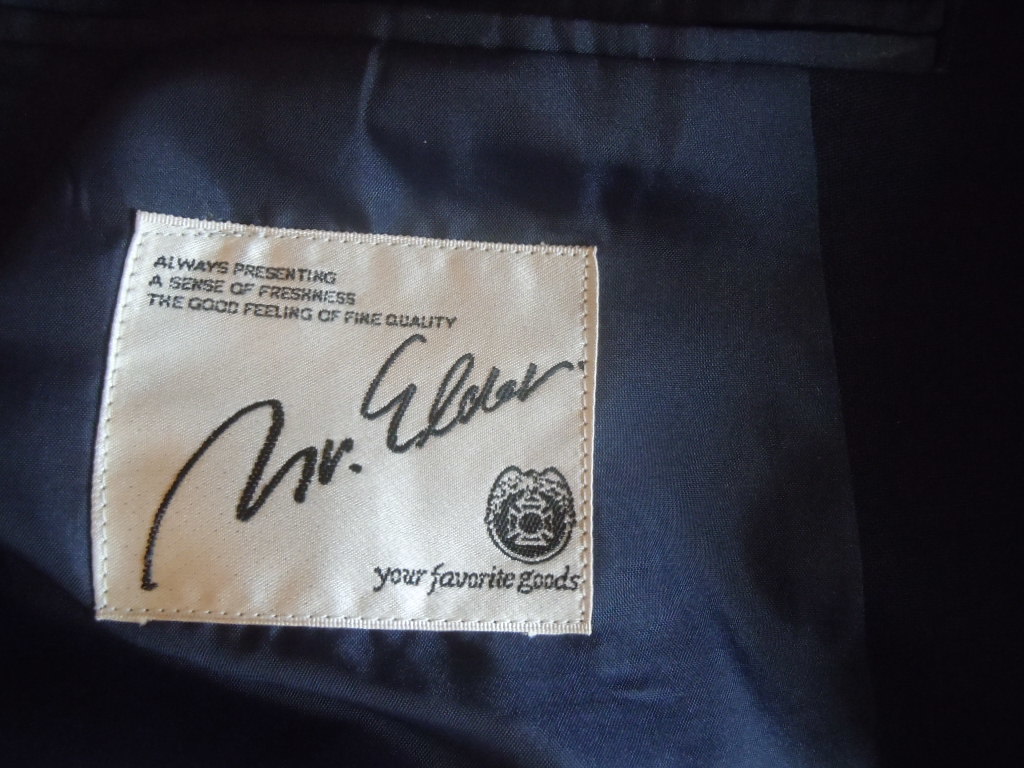 ALWAYS PRESENTING
A SENSE OF FRESHNESS
THE GOOD FEELING OF FINE QUALITY
Mr. Elder
your favorite goods